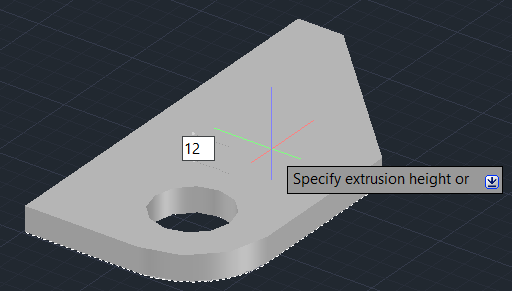 12
Specify extrusion height or